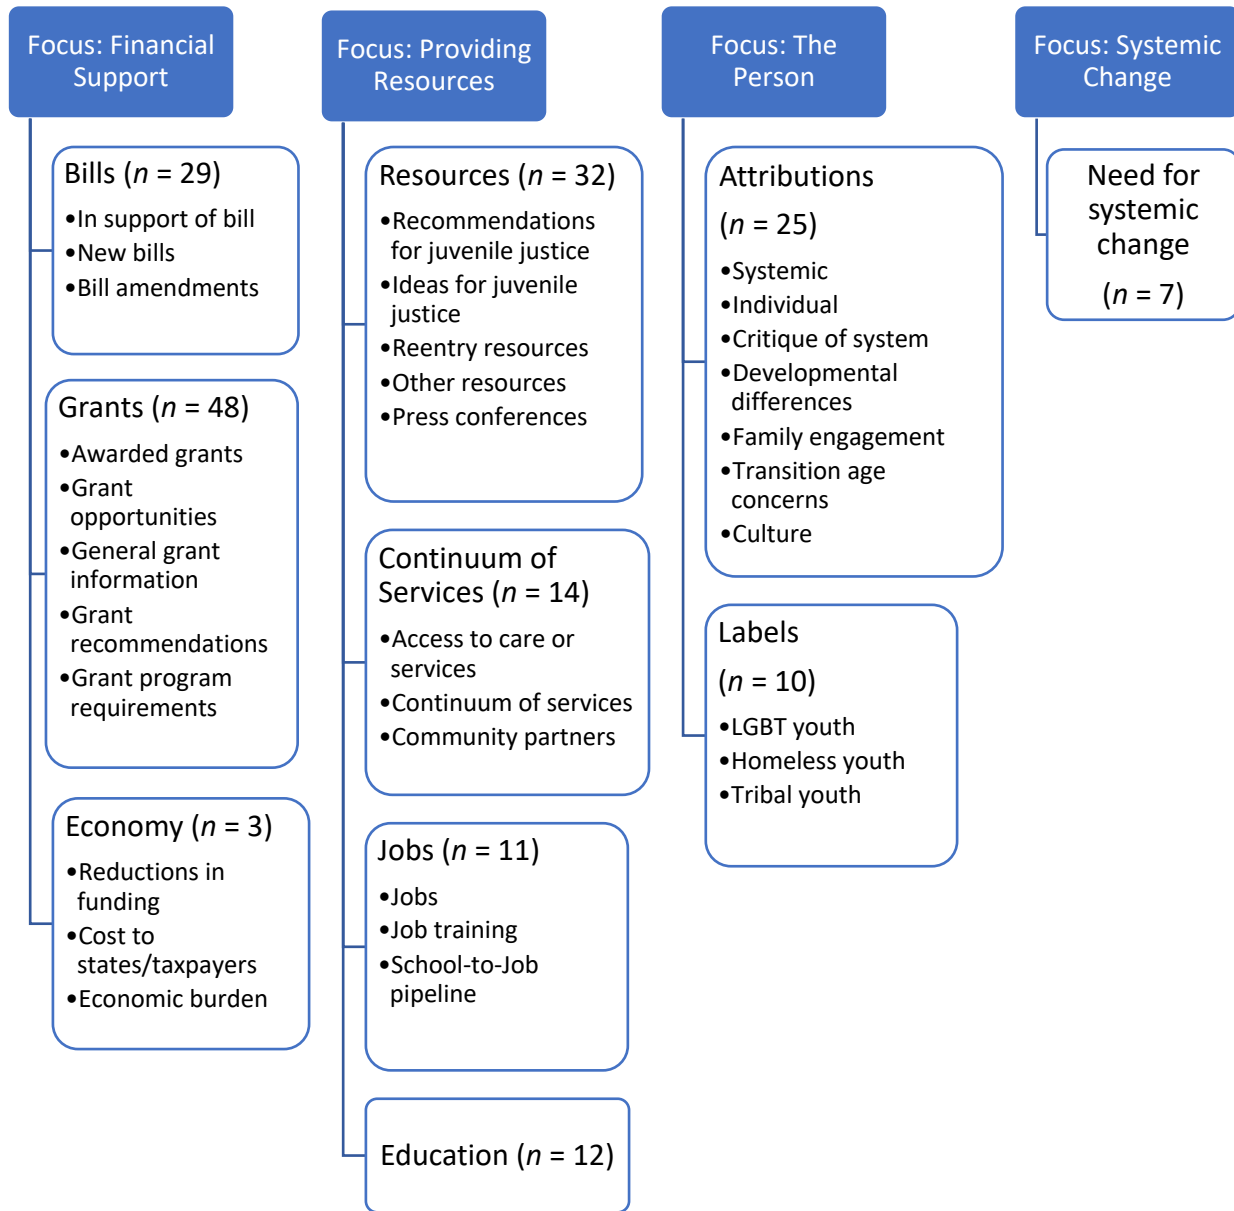 Focus: Financial
Support
Bills (n = 29)
•In support of bill
•New bills
•Bill amendments
Grants (n = 48)
•Awarded grants
•Grant
opportunities
•General grant
information
•Grant
recommendations
•Grant program
requirements
Economy (n = 3)
•Reductions in
funding
•Cost to
states/taxpayers
•Economic burden
Focus: Providing
Resources
Resources (n = 32)
•Recommendations
for juvenile justice
•Ideas for juvenile
justice
•Reentry resources
•Other resources
•Press conferences
Continuum of
Services (n = 14)
•Access to care or
services
•Continuum of services
•Community partners
Jobs (n = 11)
•Jobs
•Job training
•School-to-Job
pipeline
Education (n = 12)
Focus: The
Person
Attributions
(n = 25)
•Systemic
•Individual
•Critique of system
•Developmental
differences
•Family engagement
•Transition age
concerns
•Culture
Labels
(n = 10)
•LGBT youth
•Homeless youth
•Tribal youth
Focus: Systemic
Change
Need for
systemic
change
(n = 7)